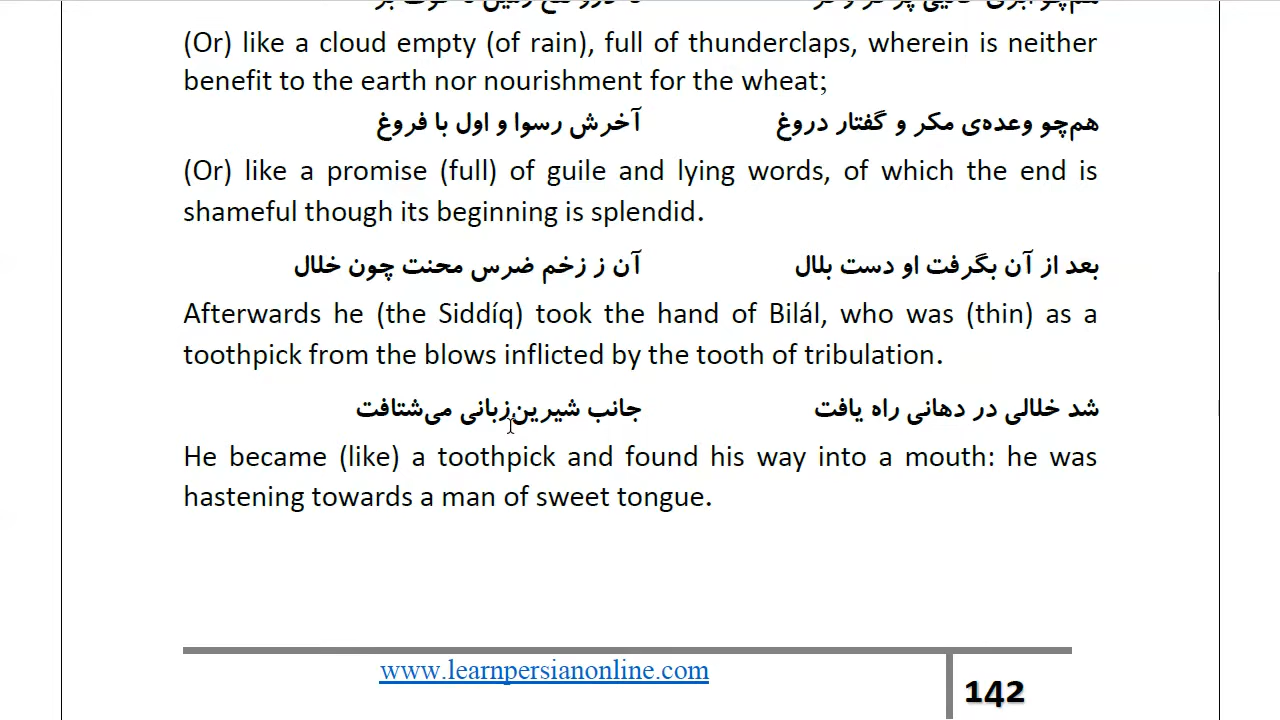 (Or) like a cloud empty (of rain), full of thunderclaps, wherein is neither
benefit to the earth nor nourishment for the wheat;
هم‌چو وعده‌ی مکر و گفتار دروغ آخرش رسوا و اول با فروغ
(Or) like a promise (full) of guile and lying words, of which the end is
shameful though its beginning is splendid.
بعد از آن بگرفت او دست بلال آن ز زخم ضرس محنت چون خلال
Afterwards he (the Siddíq) took the hand of Bilál, who was (thin) as a
toothpick from the blows inflicted by the tooth of tribulation.
شد خلالی در دهانی راه یافت جانب شیرین‌زبانی می‌شتافت
He became (like) a toothpick and found his way into a mouth: he was
hastening towards a man of sweet tongue.
www.learnpersianonline.com
142